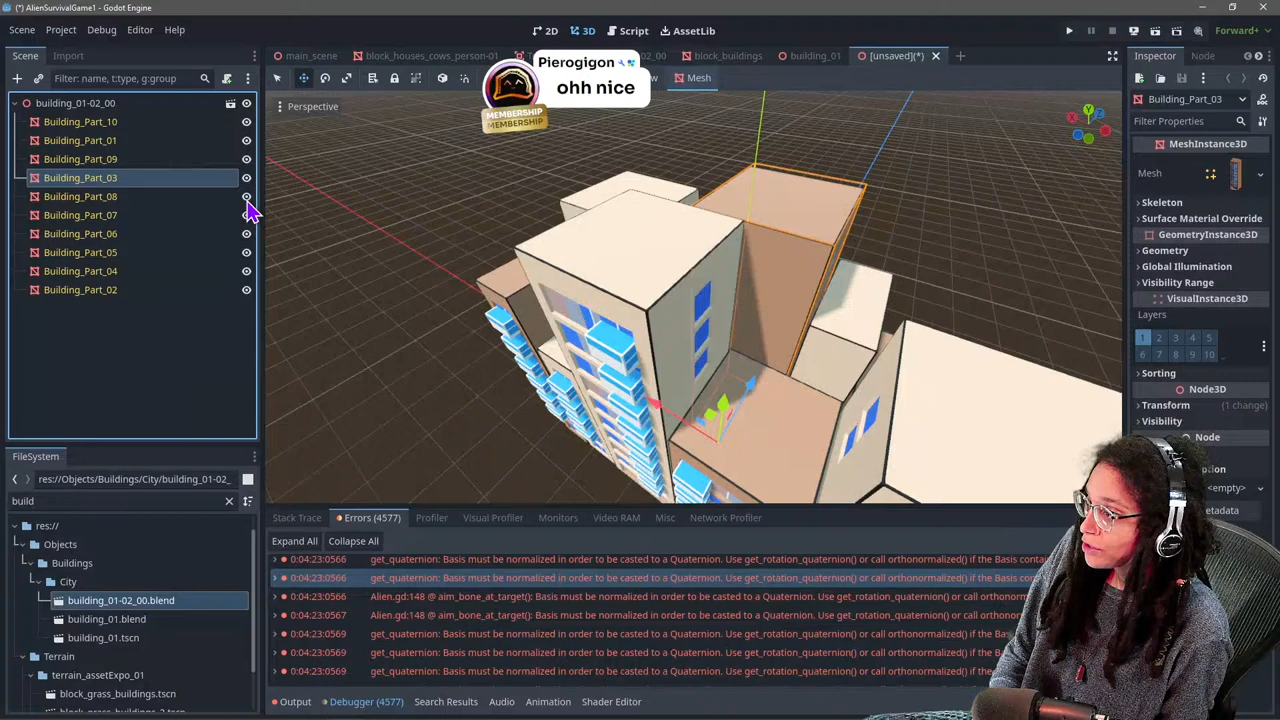 (*) AlienSurvivalGame1 - Godot Engine
Scene Project Debug Editor Help
2D 3D Script AssetLib
Forward+
Scene Import
main_scene block_houses_cows_person-01 block_buildings building_01 [unsaved](*)
Inspector Node
Filter: name, t:type, g:group
Mesh
Pierogigon
ohh nice
MEMBERSHIP
MEMBERSHIP
Perspective
building_01-02_00
Building_Part_10
Building_Part_01
Building_Part_09
Building_Part_03
Building_Part_08
Building_Part_07
Building_Part_06
Building_Part_05
Building_Part_04
Building_Part_02
Y
Building_Part_03
Filter Properties
MeshInstance3D
Mesh
Skeleton
Surface Material Override
GeometryInstance3D
Geometry
Global Illumination
Visibility Range
VisualInstance3D
Layers
1 2 3 4 5
6 7 8 9 10
Sorting
Node3D
Transform (1 change)
Visibility
Node
<empty>
FileSystem
res://Objects/Buildings/City/building_01-02_
build
res://
Objects
Buildings
City
building_01-02_00.blend
building_01.blend
building_01.tscn
Terrain
terrain_assetExpo_01
block_grass_buildings.tscn
Stack Trace Errors (4577) Profiler Visual Profiler Monitors Video RAM Misc Network Profiler
Expand All Collapse All
0:04:23:0566 get_quaternion: Basis must be normalized in order to be casted to a Quaternion. Use get_rotation_quaternion() or call orthonormalized() if the Basis
0:04:23:0566 get_quaternion: Basis must be normalized in order to be casted to a Quaternion. Use get_rotation_quaternion() or call orthonormalized() if the Basis
0:04:23:0566 Alien.gd:148 @ aim_bone_at_target(): Basis must be normalized in order to be casted to a Quaternion. Use get_rotation_quaternion() or call
0:04:23:0567 Alien.gd:148 @ aim_bone_at_target(): Basis must be normalized in order to be casted to a Quaternion. Use get_rotation_quaternion() or call
0:04:23:0569 get_quaternion: Basis must be normalized in order to be casted to a Quaternion. Use get_rotation_quaternion() or call orthonormalized() if the
0:04:23:0569 get_quaternion: Basis must be normalized in order to be casted to a Quaternion. Use get_rotation_quaternion() or call orthonormalized() if the
0:04:23:0569 get_quaternion: Basis must be normalized in order to be casted to a Quaternion. Use get_rotation_quaternion() or call orthonormalized() if the
Output Debugger (4577) Search Results Audio Animation Shader Editor